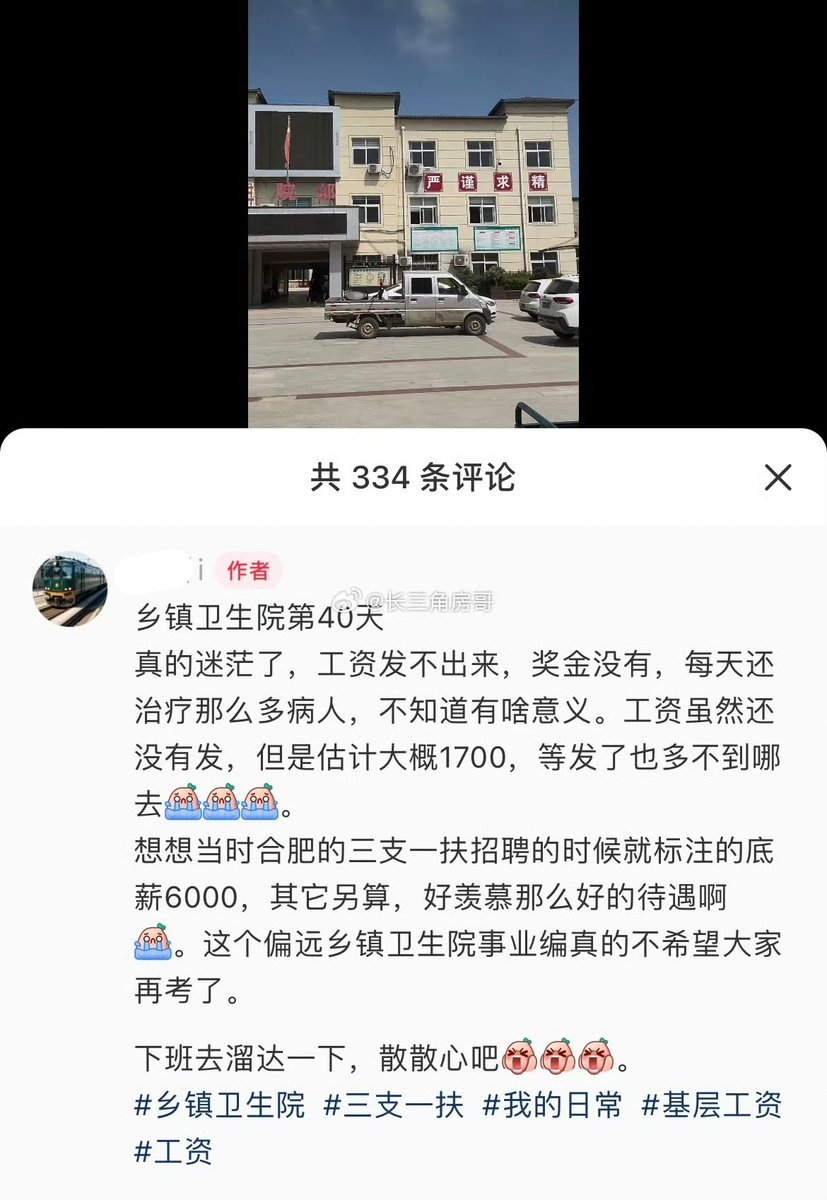 严谨求精
共 334 条评论
i 作者
@长三角房哥
乡镇卫生院第40天
真的迷茫了，工资发不出来，奖金没有，每天还
治疗那么多病人，不知道有啥意义。工资虽然还
没有发，但是估计大概1700，等发了也多不到哪
去😭😭😭。
想想当时合肥的三支一扶招聘的时候就标注的底
薪6000，其它另算，好羡慕那么好的待遇啊
😭。这个偏远乡镇卫生院事业编真的不希望大家
再考了。
下班去溜达一下，散散心吧😆😆😆。
#乡镇卫生院 #三支一扶 #我的日常 #基层工资
#工资